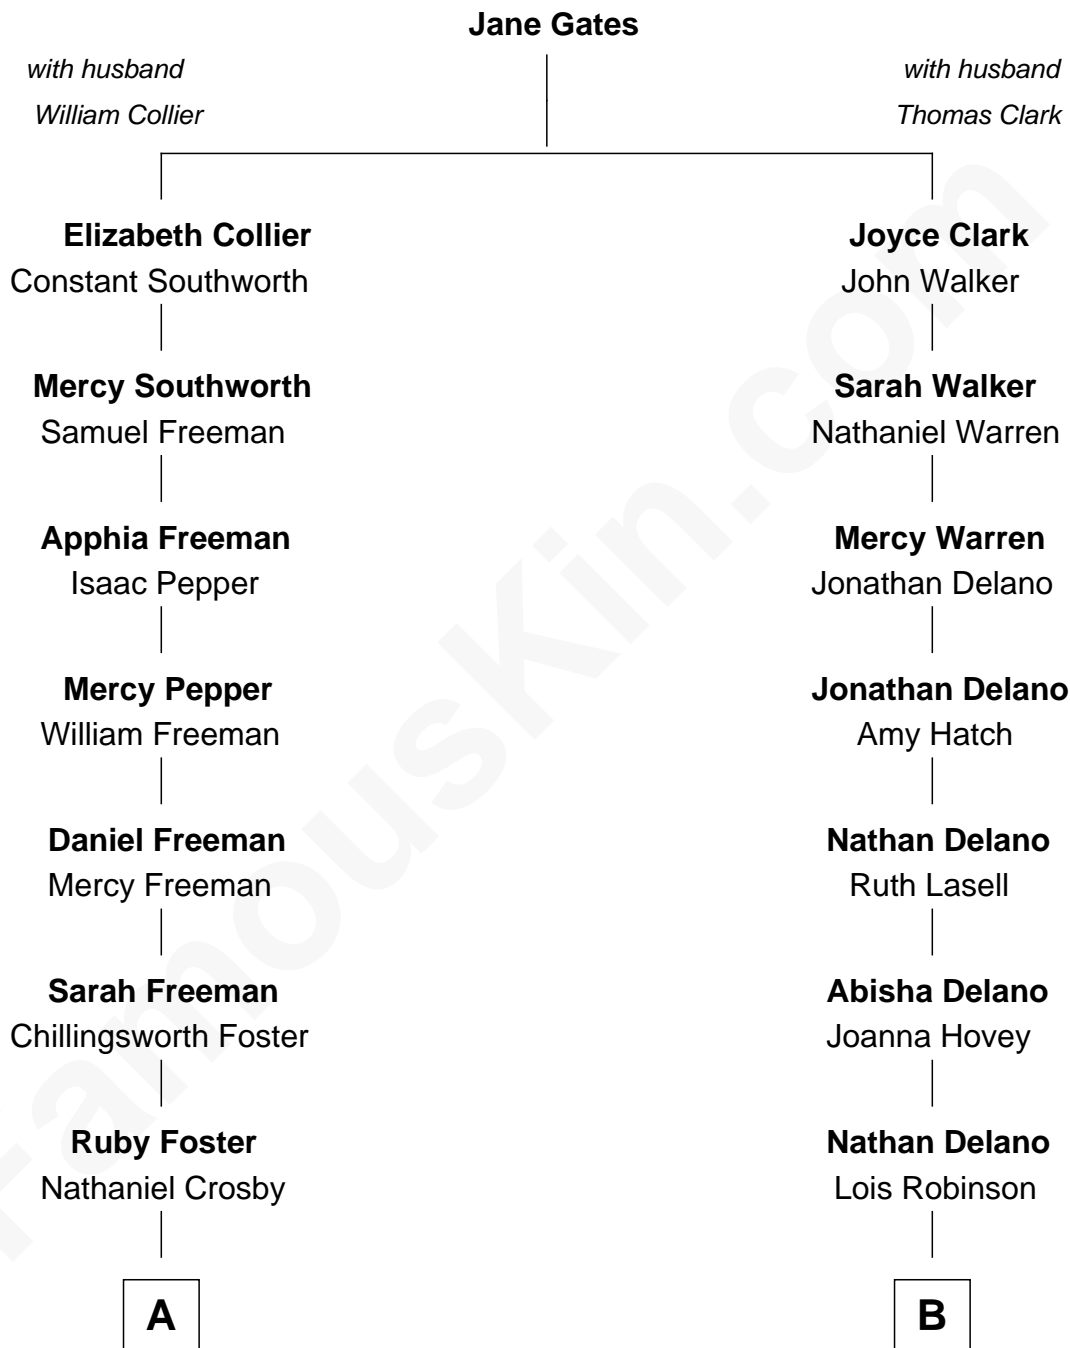 Jane Gates
with husband
William Collier
with husband
Thomas Clark
Elizabeth Collier
Constant Southworth
Joyce Clark
John Walker
Mercy Southworth
Samuel Freeman
Sarah Walker
Nathaniel Warren
Apphia Freeman
Isaac Pepper
Mercy Warren
Jonathan Delano
Mercy Pepper
William Freeman
Jonathan Delano
Amy Hatch
Daniel Freeman
Mercy Freeman
Nathan Delano
Ruth Lasell
Sarah Freeman
Chillingsworth Foster
Abisha Delano
Joanna Hovey
Ruby Foster
Nathaniel Crosby
Nathan Delano
Lois Robinson
A
B
FamousKin.com